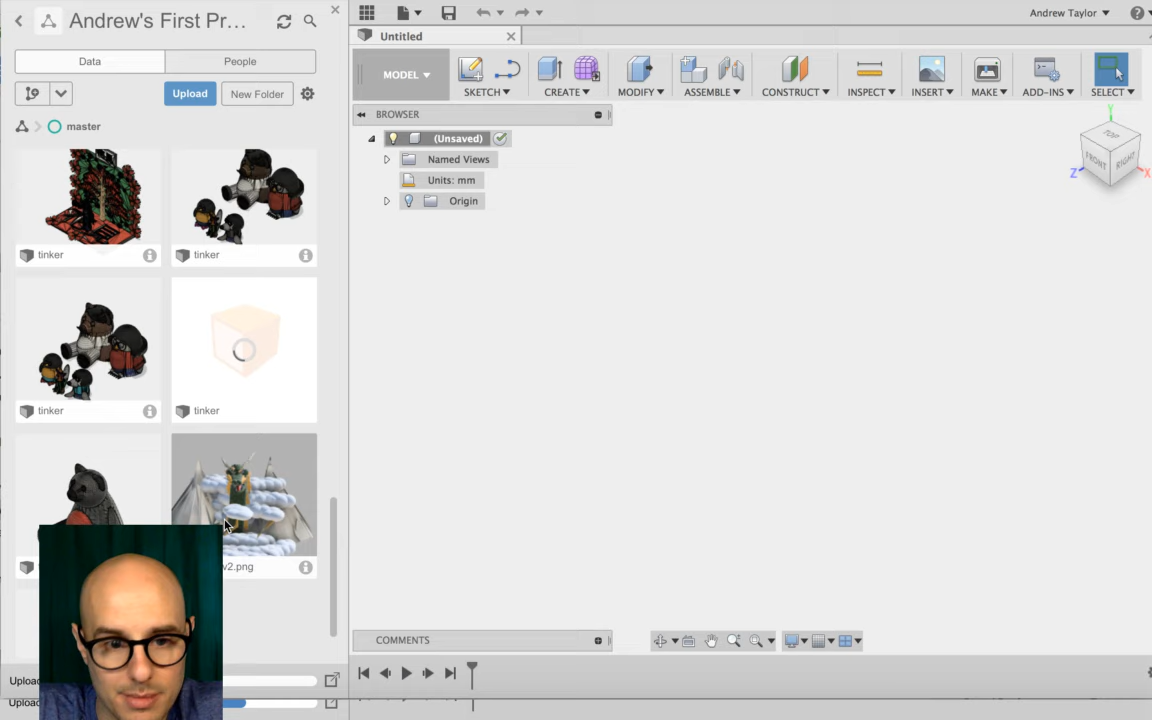 Andrew's First Pr...
Andrew Taylor
Untitled
Data
People
MODEL
SKETCH
CREATE
MODIFY
ASSEMBLE
CONSTRUCT
INSPECT
INSERT
MAKE
ADD-INS
SELECT
Upload
New Folder
BROWSER
master
(Unsaved)
Named Views
Units: mm
Origin
TOP
FRONT
RIGHT
Y
Z
X
tinker
tinker
tinker
tinker
v2.png
COMMENTS
Uploa
Uploa